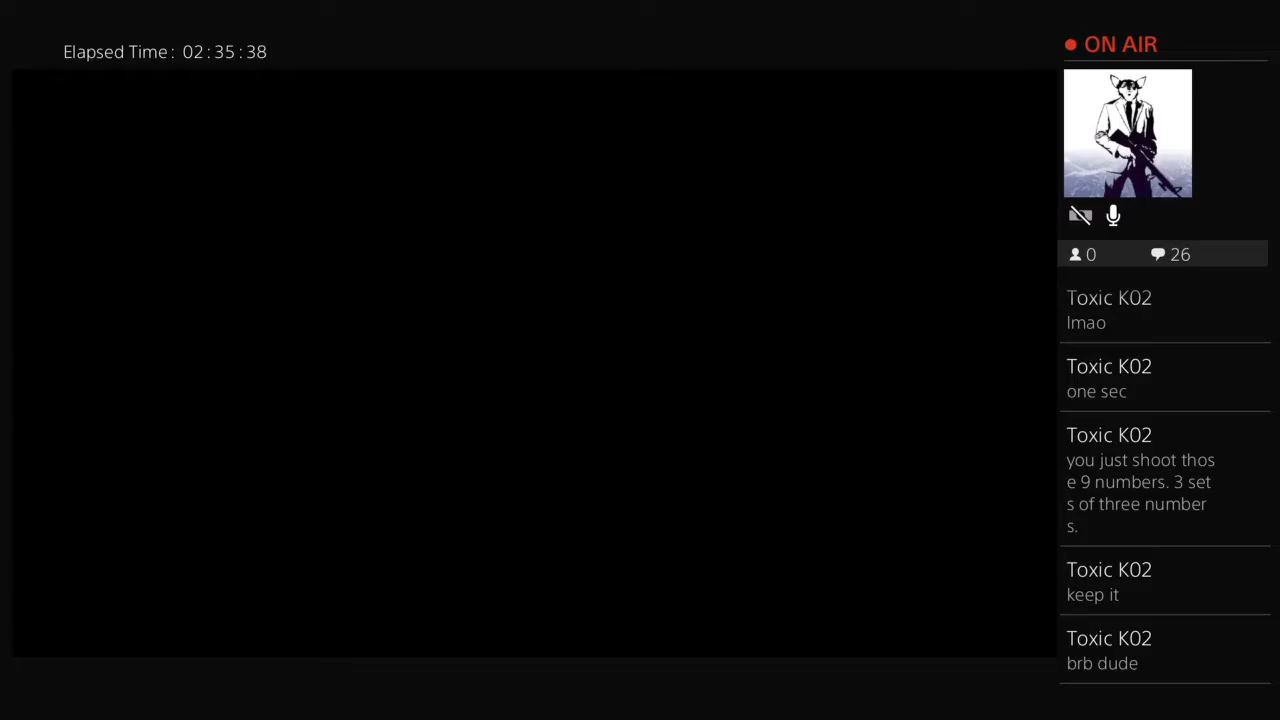 Elapsed Time: 02:35:38
ON AIR
0 26
Toxic K02
lmao
Toxic K02
one sec
Toxic K02
you just shoot thos
e 9 numbers. 3 set
s of three number
s.
Toxic K02
keep it
Toxic K02
brb dude